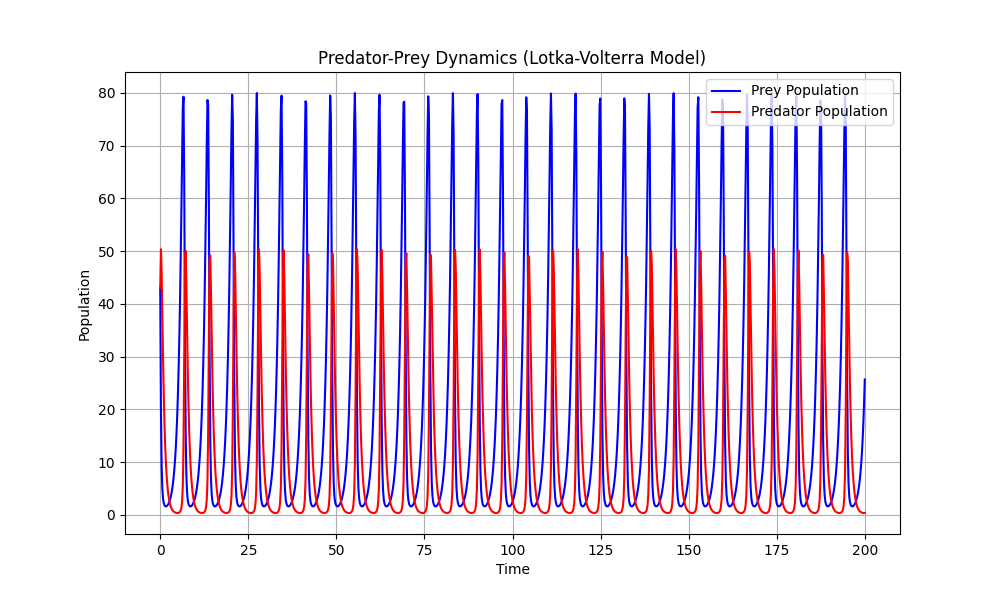 Predator-Prey Dynamics (Lotka-Volterra Model)
Prey Population
Predator Population
Population
80
70
60
50
40
30
20
10
0
0 25 50 75 100 125 150 175 200
Time